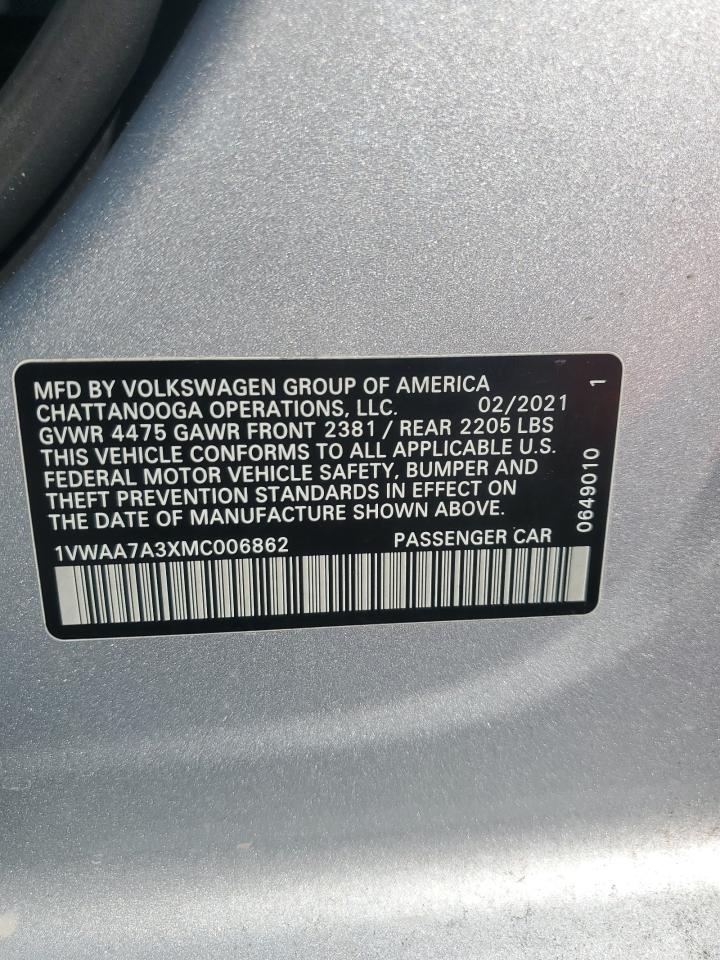 MFD BY VOLKSWAGEN GROUP OF AMERICA
CHATTANOOGA OPERATIONS, LLC. 02/2021
GVWR 4475 GAWR FRONT 2381 / REAR 2205 LBS
THIS VEHICLE CONFORMS TO ALL APPLICABLE U.S.
FEDERAL MOTOR VEHICLE SAFETY, BUMPER AND
THEFT PREVENTION STANDARDS IN EFFECT ON
THE DATE OF MANUFACTURE SHOWN ABOVE.
1VWAA7A3XMC006862 PASSENGER CAR
0649010 1